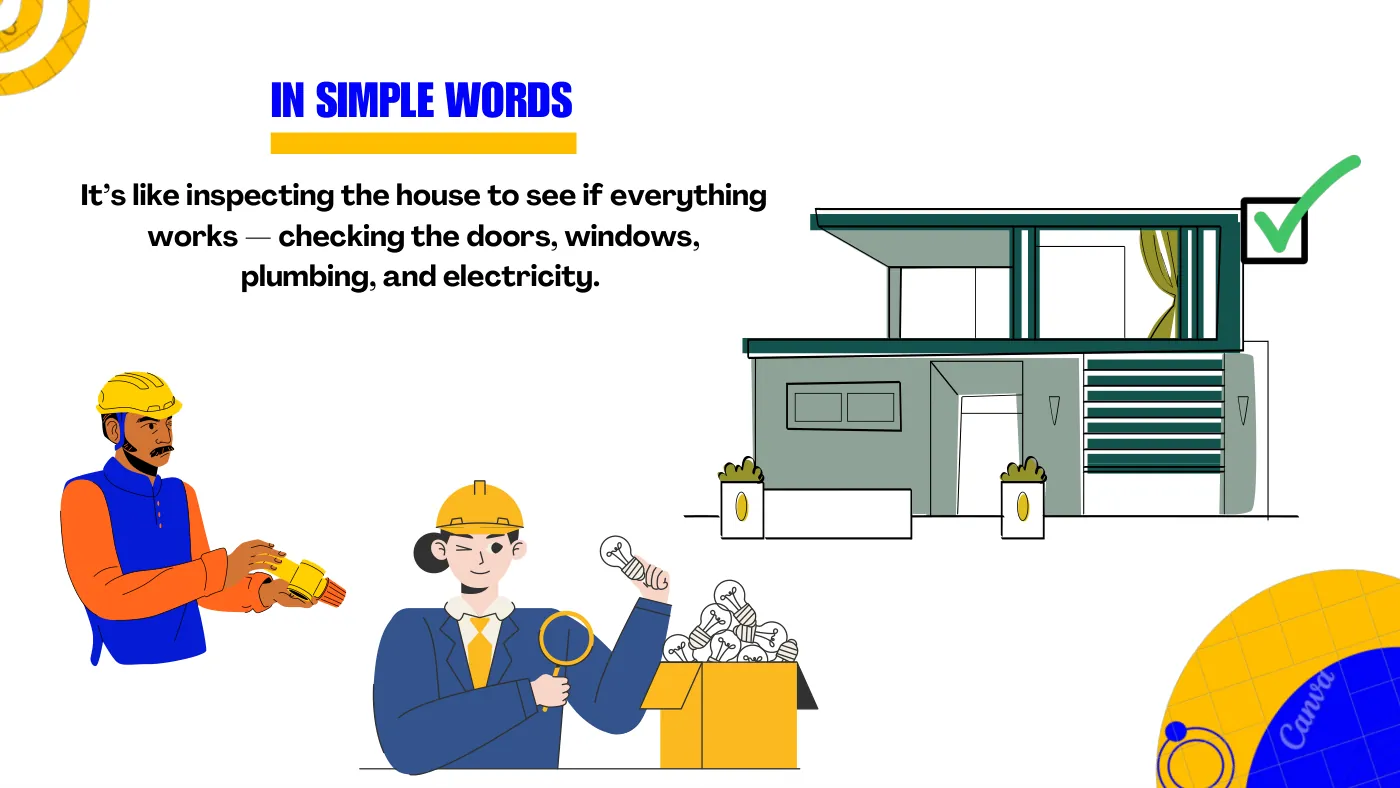 IN SIMPLE WORDS
It’s like inspecting the house to see if everything
works — checking the doors, windows,
plumbing, and electricity.
Canva